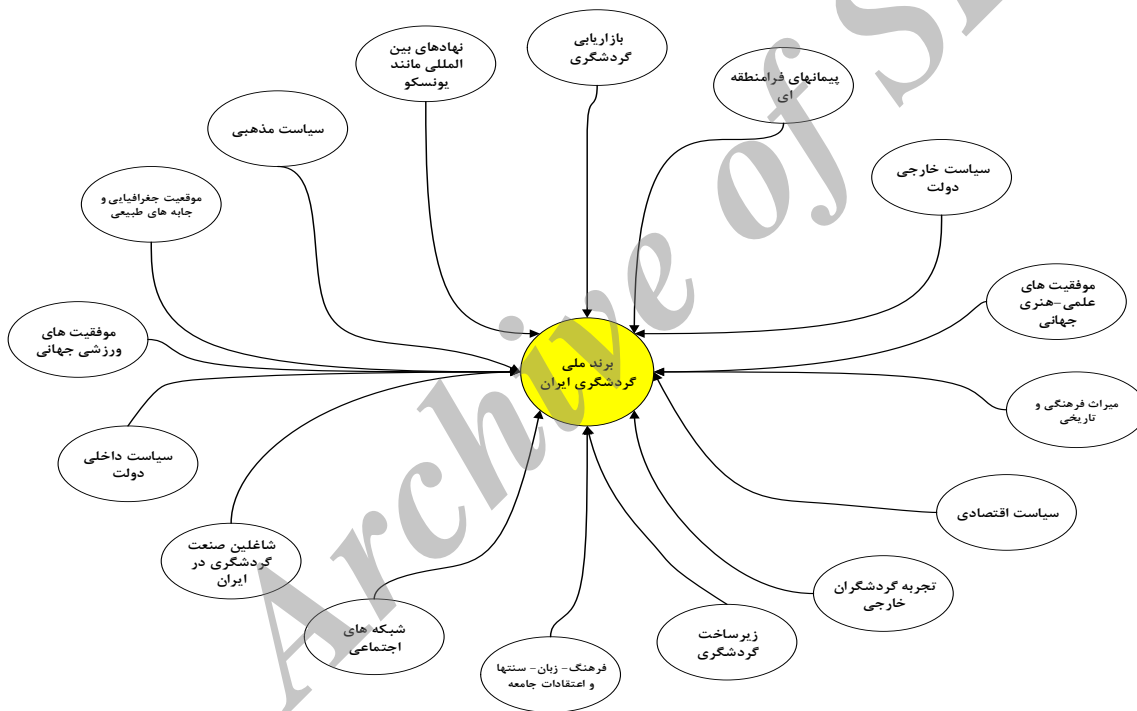 بازاریابی
گردشگری
نهادهای بین
المللی مانند
یونسکو
پیمانهای فرامنطقه
ای
سیاست مذهبی
سیاست خارجی
دولت
موقعیت جغرافیایی و
جابه های طبیعی
موفقیت های
علمی-هنری
جهانی
موفقیت های
ورزشی جهانی
برند ملی
گردشگری ایران
میراث فرهنگی و
تاریخی
سیاست داخلی
دولت
سیاست اقتصادی
شاغلین صنعت
گردشگری در
ایران
تجربه گردشگران
خارجی
شبکه های
اجتماعی
زیرساخت
گردشگری
فرهنگ- زبان- سنتها
و اعتقادات جامعه
Archive of